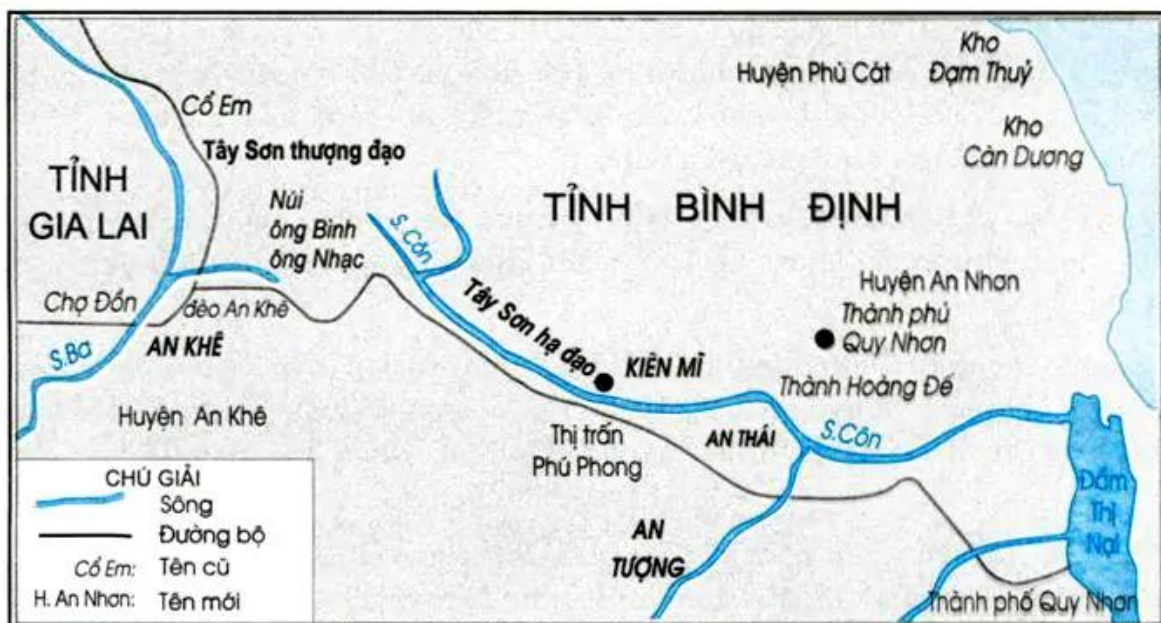 Kho
Huyện Phù Cát Đạm Thuỷ
Cổ Em
Kho
Càn Dương
Tây Sơn thượng đạo
TỈNH
GIA LAI
Núi
ông Bình
ông Nhạc
TỈNH BÌNH ĐỊNH
S.Côn
Huyện An Nhơn
Thành phủ
Quy Nhơn
Chợ Đồn
đèo An Khê
AN KHÊ
S.Ba
Tây Sơn hạ đạo
KIÊN MĨ
Thành Hoàng Đế
Huyện An Khê
Thị trấn
Phú Phong
AN THÁI
S.Côn
Đầm
Thị
Nại
AN
TƯỢNG
Thành phố Quy Nhơn
CHÚ GIẢI
Sông
Đường bộ
Cổ Em: Tên cũ
H. An Nhơn: Tên mới